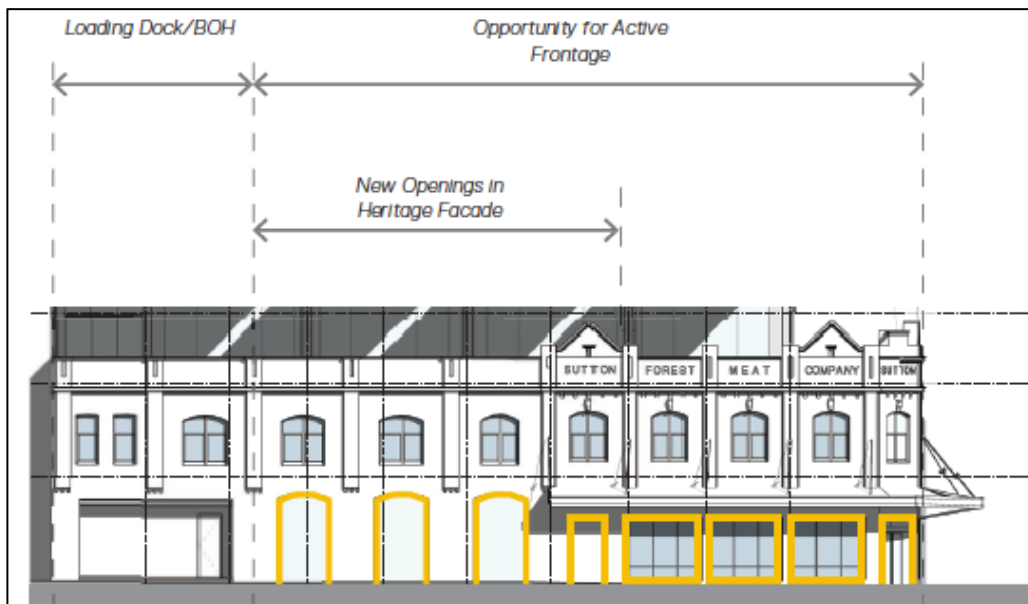 Loading Dock/BOH
Opportunity for Active
Frontage
New Openings in
Heritage Facade
SUTTON FOREST MEAT COMPANY SUTTON